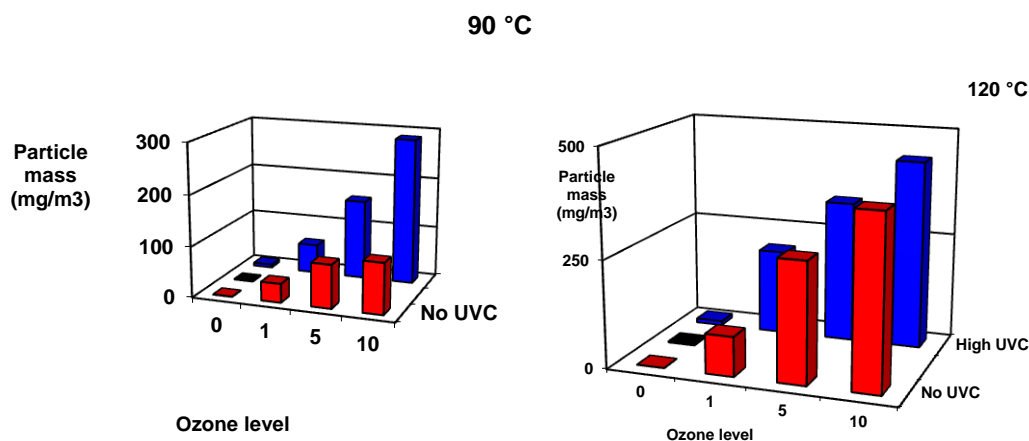 90 °C
Particle
mass
(mg/m3)
300
200
100
0
0
1
5
10
No UVC
Ozone level
120 °C
500
Particle
mass
(mg/m3)
250
0
0
1
5
10
High UVC
No UVC
Ozone level